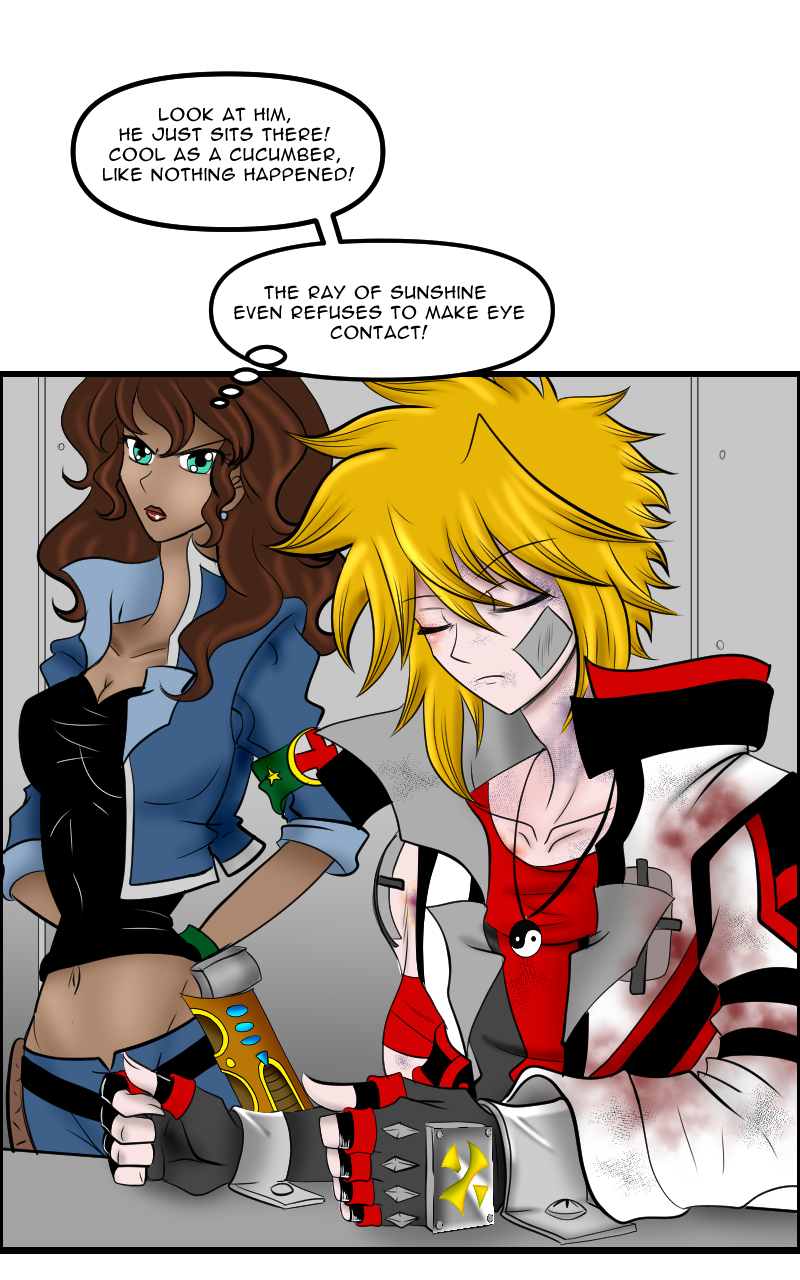 LOOK AT HIM,
HE JUST SITS THERE!
COOL AS A CUCUMBER,
LIKE NOTHING HAPPENED!
THE RAY OF SUNSHINE
EVEN REFUSES TO MAKE EYE
CONTACT!